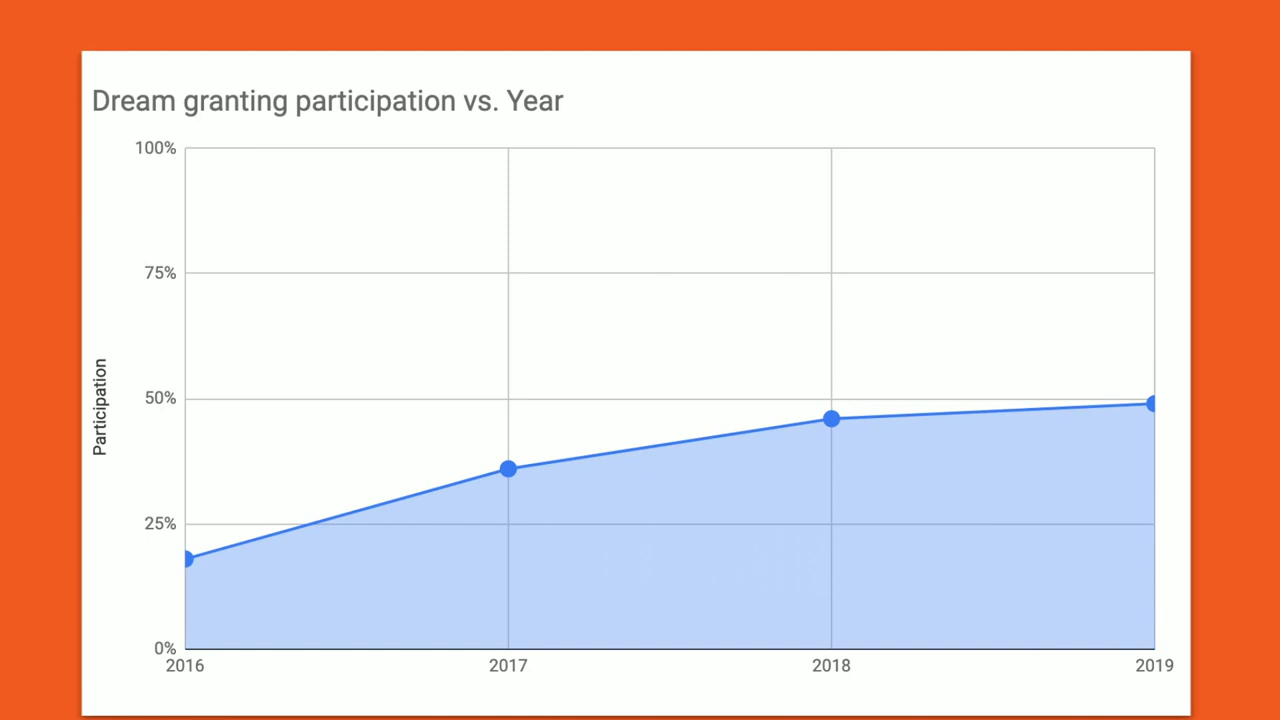 Dream granting participation vs. Year
100%
75%
50%
25%
0%
Participation
2016 2017 2018 2019